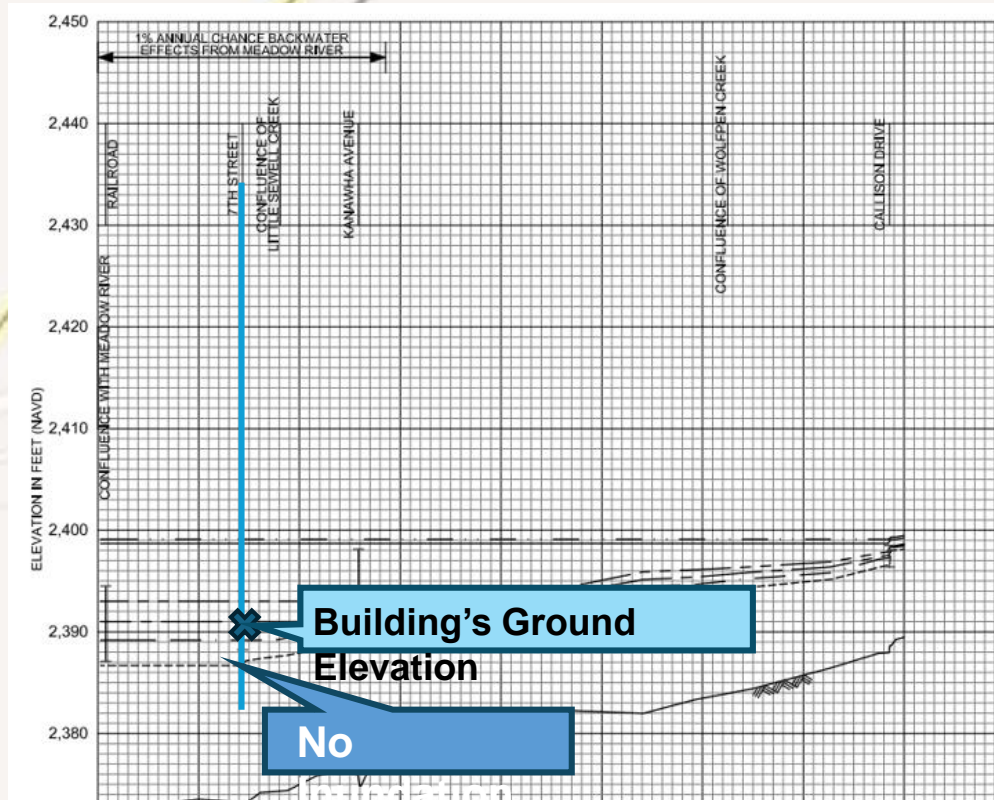 2,450
1% ANNUAL CHANCE BACKWATER
EFFECTS FROM MEADOW RIVER
2,440
RAILROAD
7TH STREET
CONFLUENCE OF
LITTLE SEWELL CREEK
KANAWHA AVENUE
CONFLUENCE OF WOLFPEN CREEK
CALLISON DRIVE
2,430
2,420
CONFLUENCE WITH MEADOW RIVER
2,410
ELEVATION IN FEET (NAVD)
2,400
2,390
Building’s Ground
Elevation
No
foundation
2,380